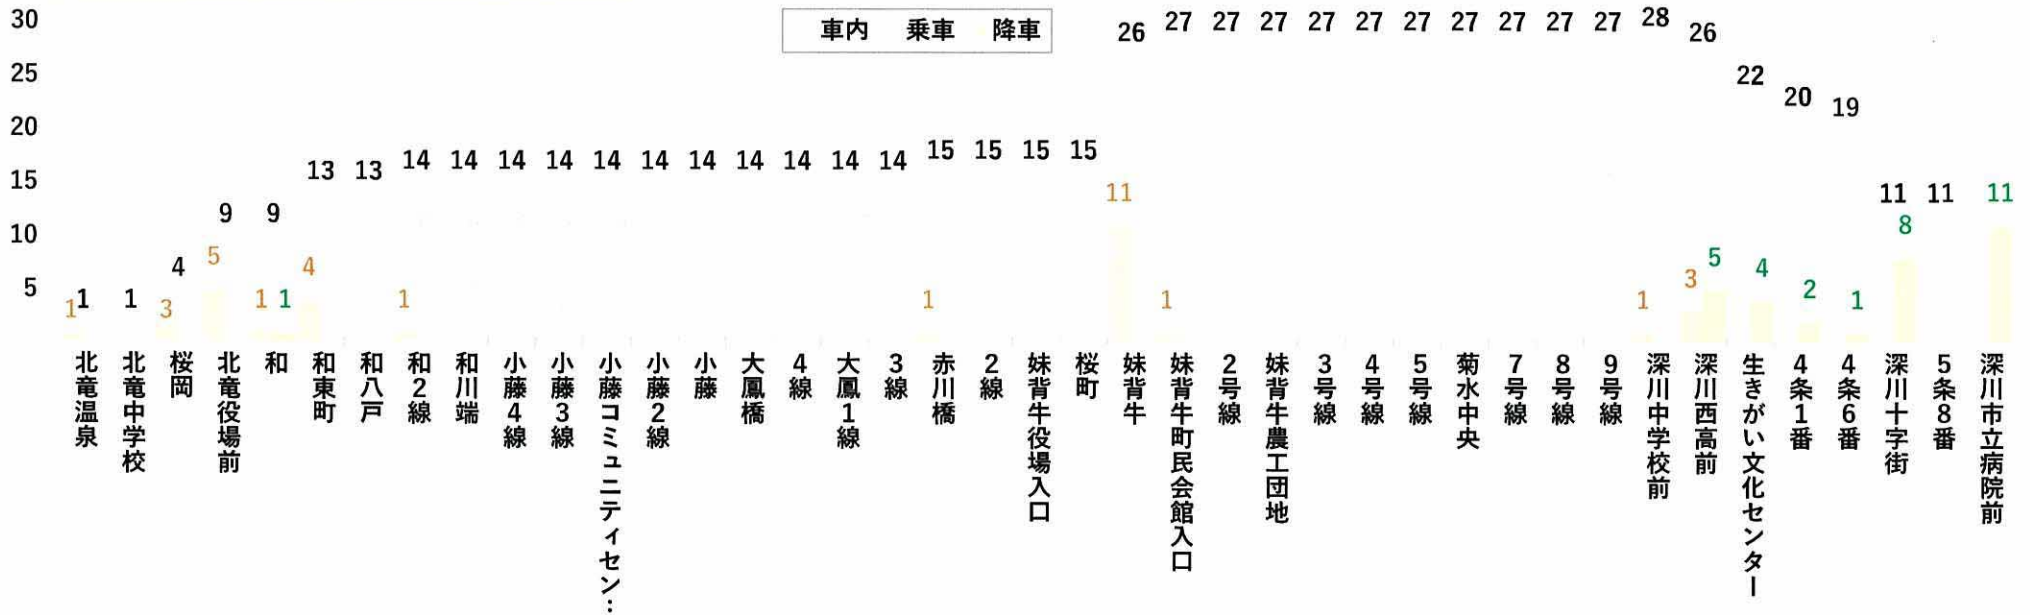 車内 乗車 降車
30
25
20
15
10
5
1 1 1 3 4 5 9 1 9 1 4 13 13 1 14 14 14 14 14 14 14 14 14 14 14 1 15 15 15 15 11 26 1 27 27 27 27 27 27 27 27 27 27 1 28 3 26 5 22 4 20 2 19 1 11 8 11 11
北竜温泉
北竜中学校
桜岡
北竜役場前
和
和東町
和八戸
和2線
和川端
小藤4線
小藤3線
小藤コミュニティセン…
小藤2線
小藤
大鳳橋
4線
大鳳1線
3線
赤川橋
2線
妹背牛役場入口
桜町
妹背牛
妹背牛町民会館入口
2号線
妹背牛農工団地
3号線
4号線
5号線
菊水中央
7号線
8号線
9号線
深川中学校前
深川西高前
生きがい文化センター
4条1番
4条6番
深川十字街
5条8番
深川市立病院前